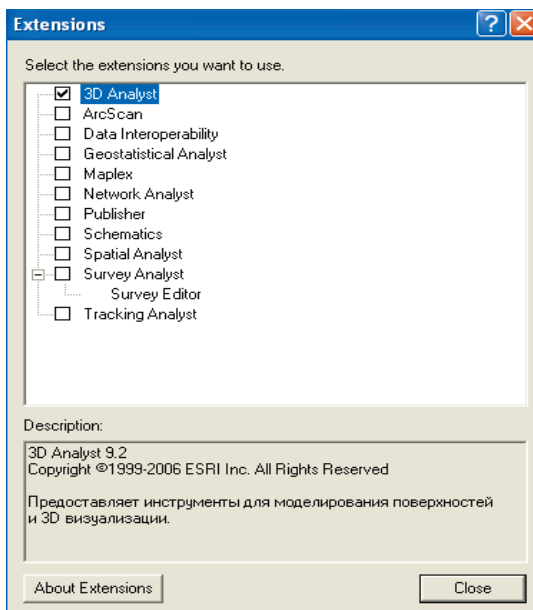 Extensions
Select the extensions you want to use.
3D Analyst
ArcScan
Data Interoperability
Geostatistical Analyst
Maplex
Network Analyst
Publisher
Schematics
Spatial Analyst
Survey Analyst
Survey Editor
Tracking Analyst
Description:
3D Analyst 9.2
Copyright ©1999-2006 ESRI Inc. All Rights Reserved
Предоставляет инструменты для моделирования поверхностей
и 3D визуализации.
About Extensions
Close